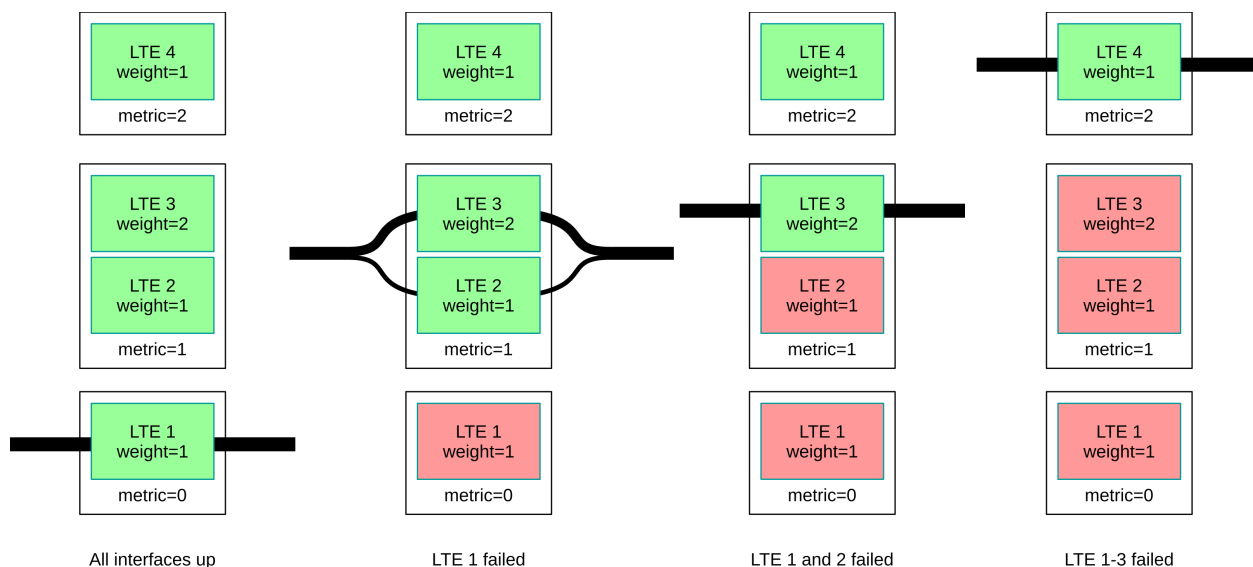 LTE 4
weight=1
metric=2
LTE 3
weight=2
LTE 2
weight=1
metric=1
LTE 1
weight=1
metric=0
All interfaces up
LTE 4
weight=1
metric=2
LTE 3
weight=2
LTE 2
weight=1
metric=1
LTE 1
weight=1
metric=0
LTE 1 failed
LTE 4
weight=1
metric=2
LTE 3
weight=2
LTE 2
weight=1
metric=1
LTE 1
weight=1
metric=0
LTE 1 and 2 failed
LTE 4
weight=1
metric=2
LTE 3
weight=2
LTE 2
weight=1
metric=1
LTE 1
weight=1
metric=0
LTE 1-3 failed